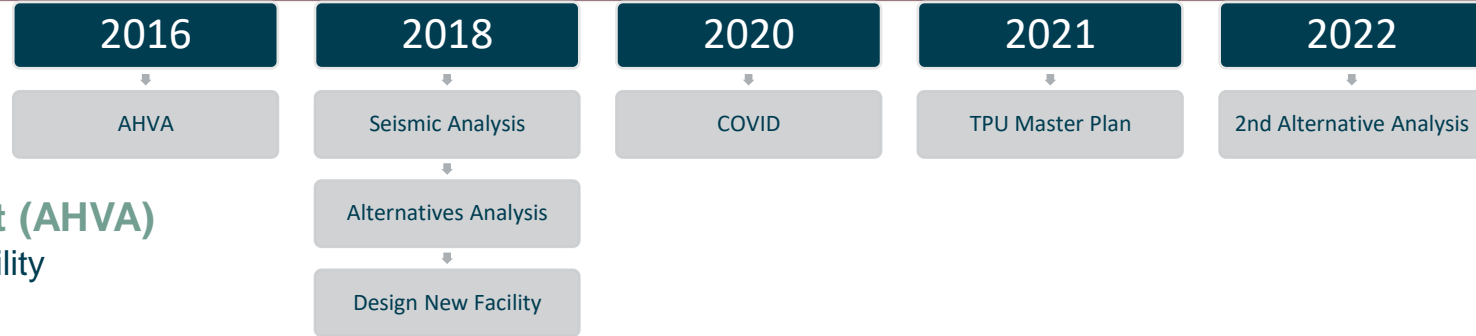 2016
2018
2020
2021
2022
AHVA
Seismic Analysis
COVID
TPU Master Plan
2nd Alternative Analysis
Alternatives Analysis
(AHVA)
Design New Facility